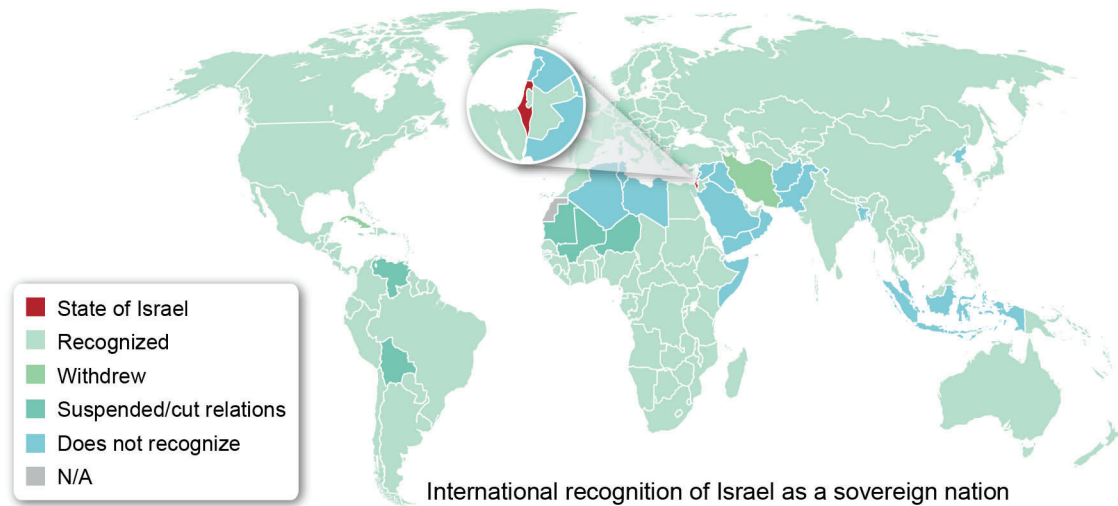 State of Israel
Recognized
Withdrew
Suspended/cut relations
Does not recognize
N/A
International recognition of Israel as a sovereign nation